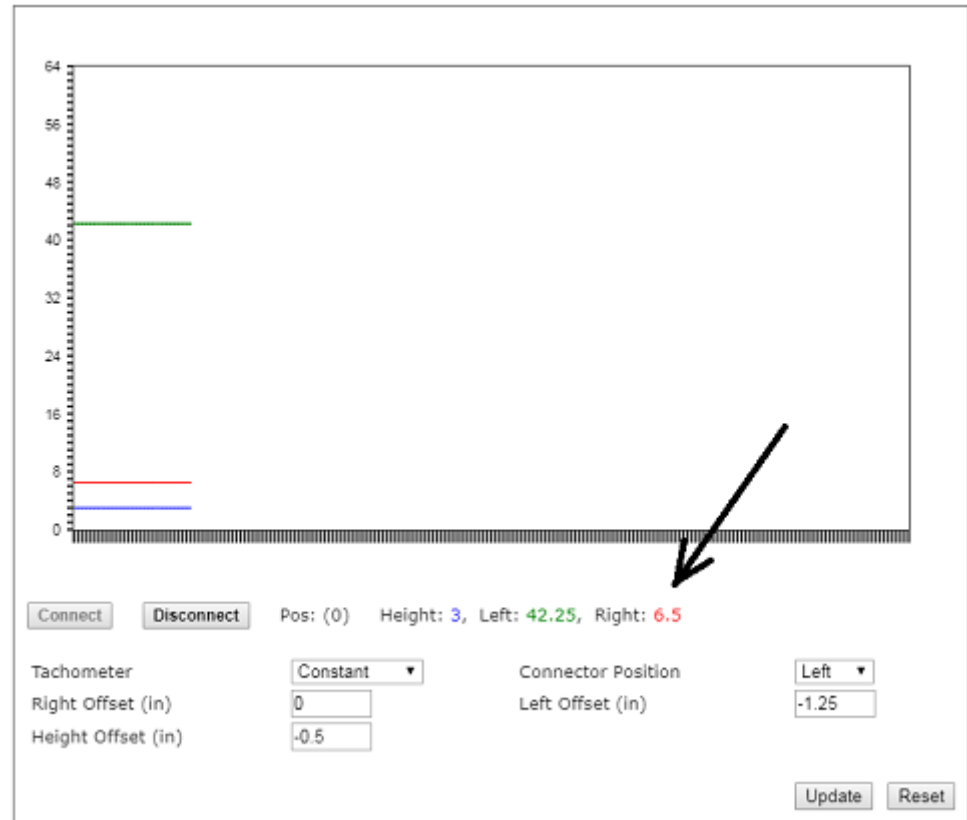 64
56
48
40
32
24
16
8
0
Connect Disconnect Pos: (0) Height: 3, Left: 42.25, Right: 6.5
Tachometer Constant Connector Position Left
Right Offset (in) 0 Left Offset (in) -1.25
Height Offset (in) -0.5
Update Reset